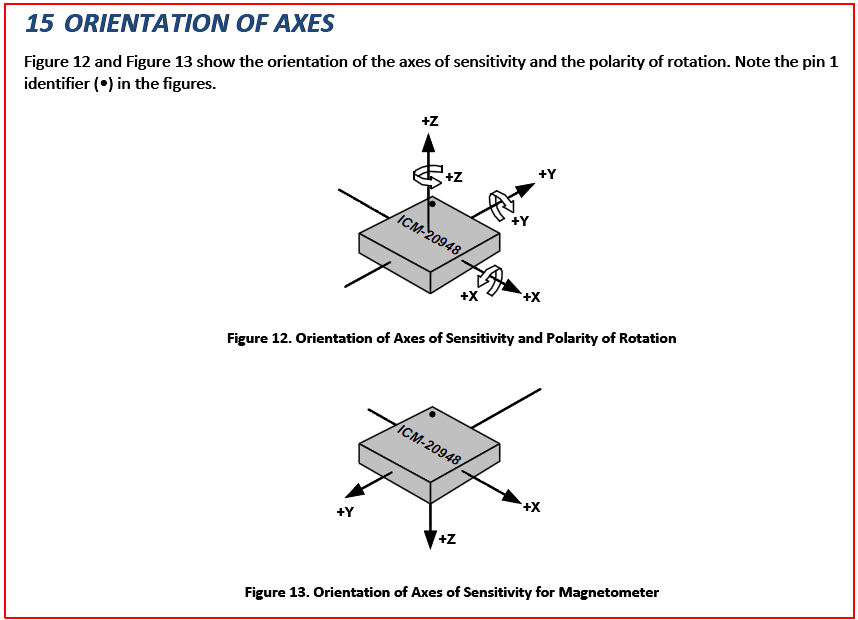 15 ORIENTATION OF AXES
Figure 12 and Figure 13 show the orientation of the axes of sensitivity and the polarity of rotation. Note the pin 1
identifier (•) in the figures.
+Z
+Z
+Y
+Y
ICM-20948
+X
+X
Figure 12. Orientation of Axes of Sensitivity and Polarity of Rotation
ICM-20948
+X
+Y
+Z
Figure 13. Orientation of Axes of Sensitivity for Magnetometer